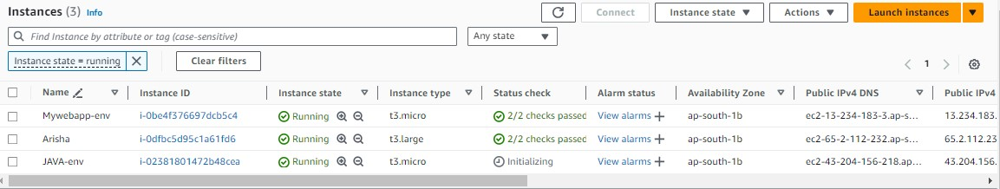 Instances (3) Info Connect Instance state Actions Launch instances
Find Instance by attribute or tag (case-sensitive) Any state
Instance state = running Clear filters 1
Name Instance ID Instance state Instance type Status check Alarm status Availability Zone Public IPv4 DNS Public IPv4
Mywebapp-env i-0be4f376697dcb5c4 Running t3.micro 2/2 checks passed View alarms ap-south-1b ec2-13-234-183-3.ap-s... 13.234.183.
Arisha i-0dfbc5d95c1a61fd6 Running t3.large 2/2 checks passed View alarms ap-south-1b ec2-65-2-112-232.ap-s... 65.2.112.23
JAVA-env i-02381801472b48cea Running t3.micro Initializing View alarms ap-south-1b ec2-43-204-156-218.ap... 43.204.156.